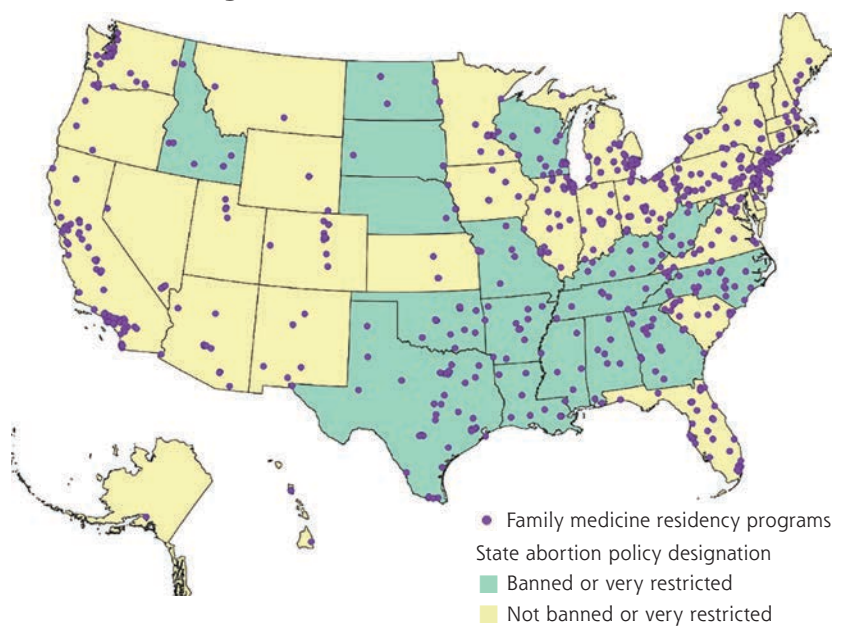 Family medicine residency programs
State abortion policy designation
Banned or very restricted
Not banned or very restricted